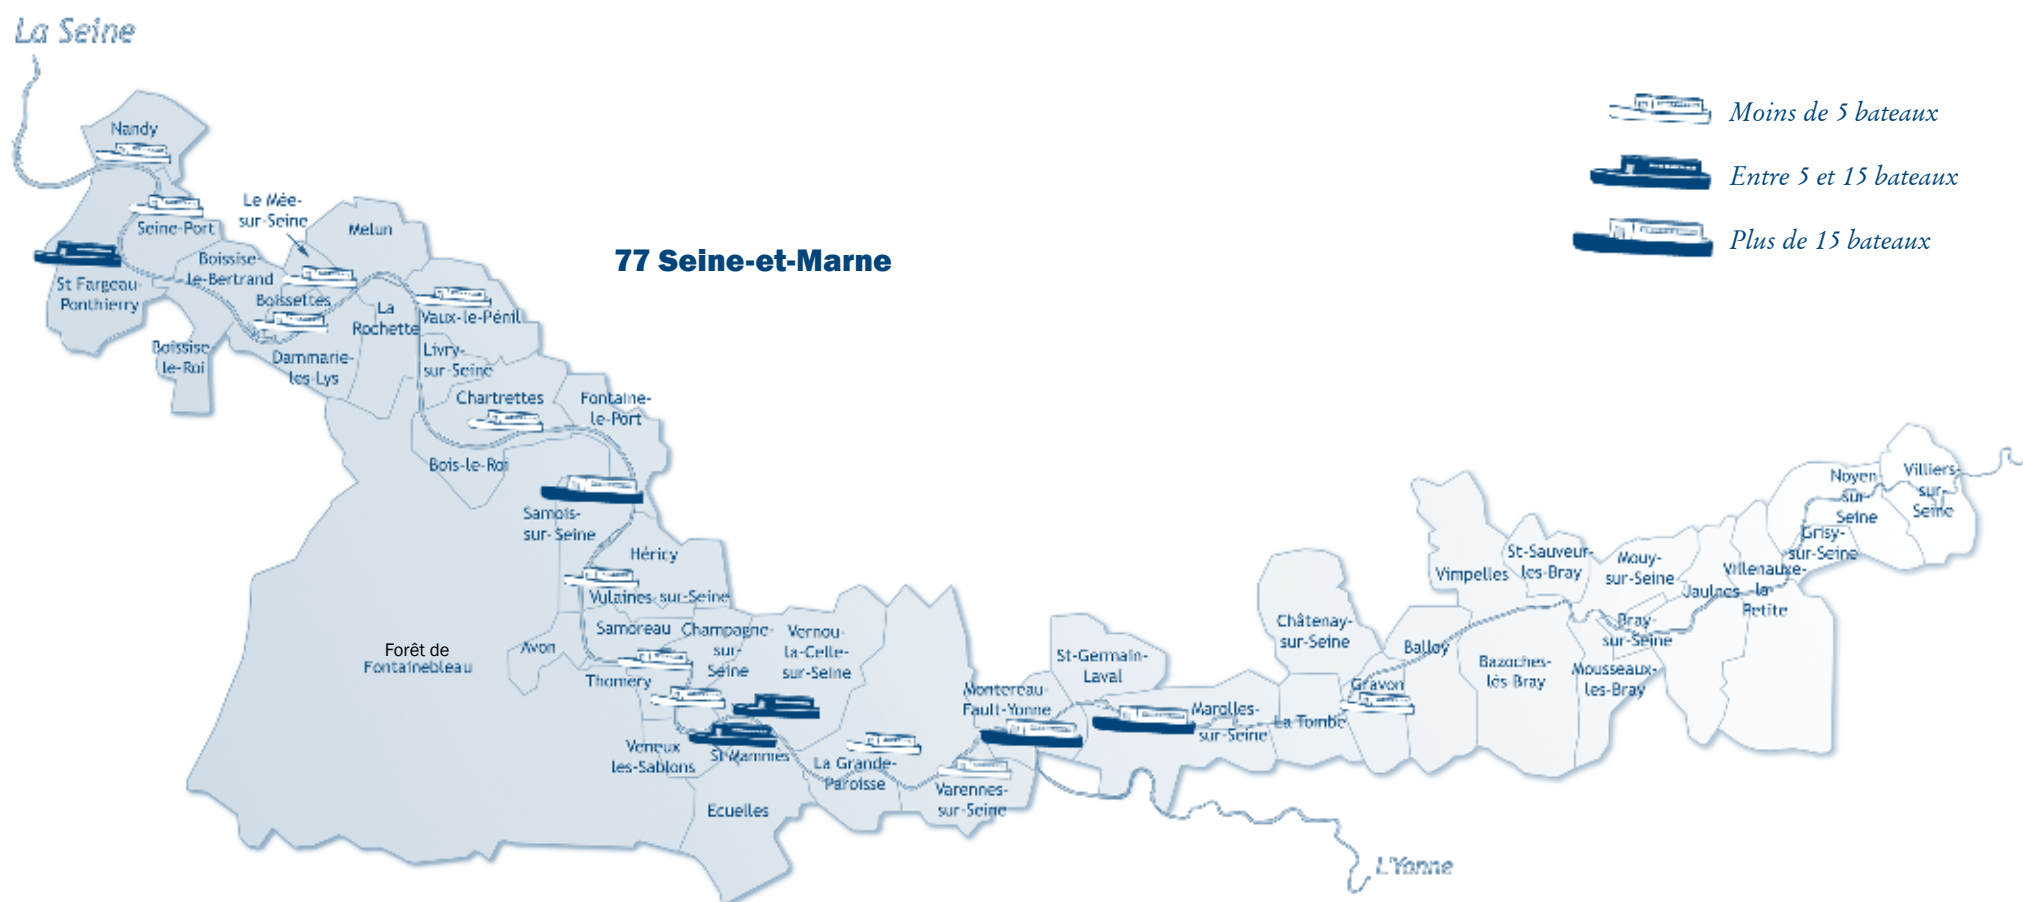 La Seine
Nandy
Seine-Port
Le Mée-
sur-Seine
Melun
Boissise-
le-Bertrand
Boissettes
St Fargeau-
Ponthierry
Boissise-
le-Roi
Dammarie-
les-Lys
La
Rochette
Vaux-le-Pénil
Livry-
sur-Seine
Chartrettes
Fontaine-
le-Port
Bois-le-Roi
Samois-
sur-Seine
Héricy
Vulaines-sur-Seine
Samoreau
Avon
Forêt de
Fontainebleau
Thomery
Champagne-
sur-
Seine
Vernou-
la-Celle-
sur-Seine
Veneux
les-Sablons
St Mammès
Ecuelles
La Grande-
Paroisse
Varennes-
sur-Seine
Montereau-
Fault-Yonne
St-Germain-
Laval
Marolles-
sur-Seine
La Tombe
Châtenay-
sur-Seine
Gravon
Balloy
Vimpelles
Bazoches-
lès-Bray
St-Sauveur-
les-Bray
Mouy-
sur-Seine
Bray-
sur-Seine
Mousseaux-
les-Bray
Jaulnes
Villenauxe-
la-
Petite
Grisy-
sur-Seine
Noyen
sur-
Seine
Villiers-
sur-
Seine
L'Yonne
77 Seine-et-Marne
Moins de 5 bateaux
Entre 5 et 15 bateaux
Plus de 15 bateaux